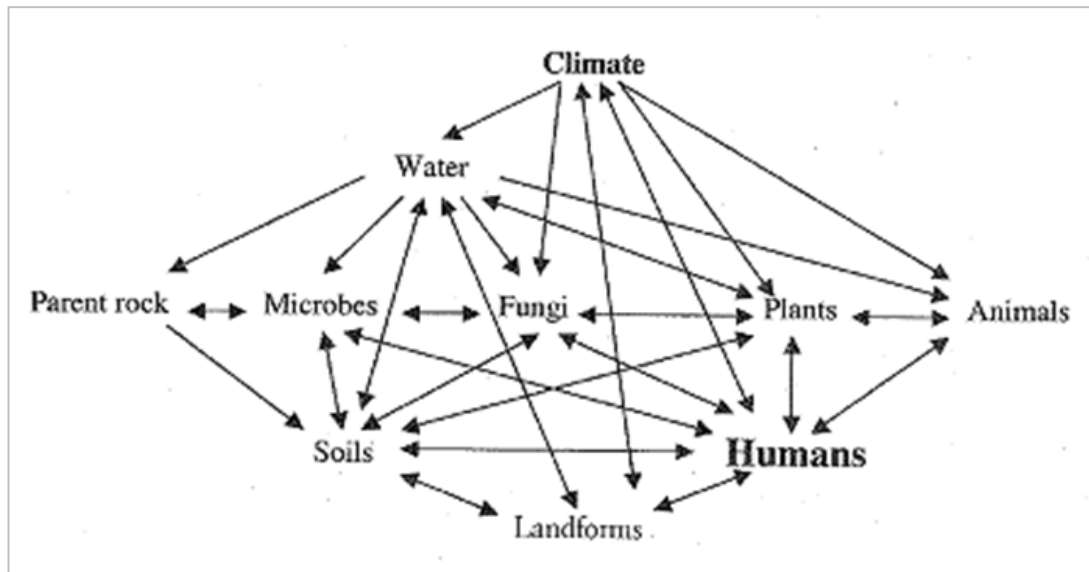 Climate
Water
Parent rock
Microbes
Fungi
Plants
Animals
Soils
Humans
Landforms